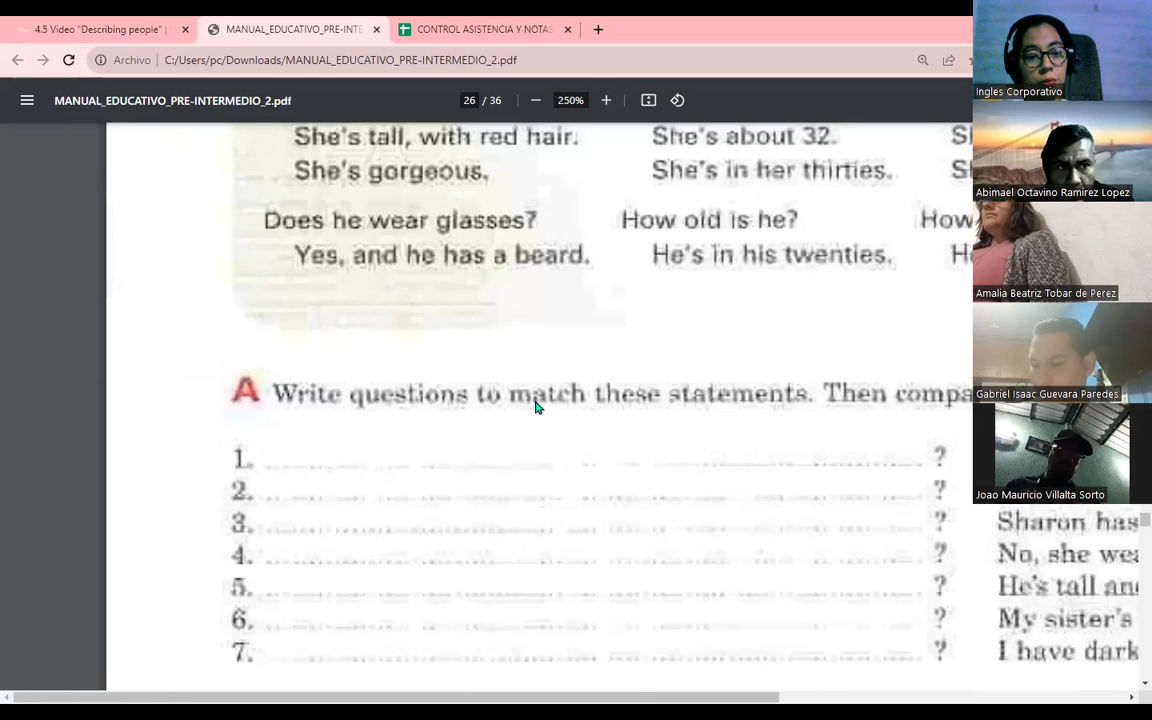 4.5 Video "Describing people" |
MANUAL_EDUCATIVO_PRE-INTE
CONTROL ASISTENCIA Y NOTAS
Archivo C:/Users/pc/Downloads/MANUAL_EDUCATIVO_PRE-INTERMEDIO_2.pdf
MANUAL_EDUCATIVO_PRE-INTERMEDIO_2.pdf 26 / 36 250%
She's tall, with red hair. She's about 32.
She's gorgeous. She's in her thirties.
Does he wear glasses? How old is he? How
Yes, and he has a beard. He's in his twenties.
A Write questions to match these statements. Then compa
1. ?
2. ?
3. ? Sharon has
4. ? No, she wea
5. ? He's tall and
6. ? My sister's
7. ? I have dark
Ingles Corporativo
Abimael Octavino Ramirez Lopez
Amalia Beatriz Tobar de Perez
Gabriel Isaac Guevara Paredes
Joao Mauricio Villalta Sorto